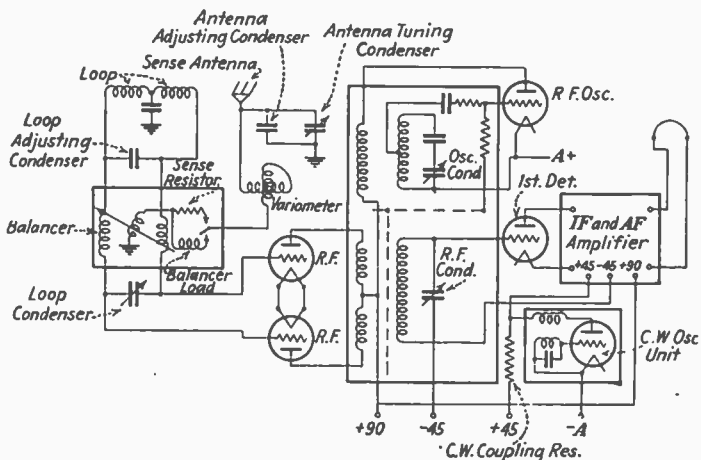 Antenna
Adjusting
Condenser
Antenna Tuning
Condenser
Sense Antenna
Loop
Loop
Adjusting
Condenser
Sense
Resistor
Variometer
Balancer
Balancer
Load
Loop
Condenser
R.F.
R.F.
Osc.
Cond
R.F.
Cond.
R.F.Osc.
A+
1st. Det.
IF and AF
Amplifier
+45 -45 +90
C.W Osc
Unit
+90 -45 +45 -A
C.W. Coupling Res.